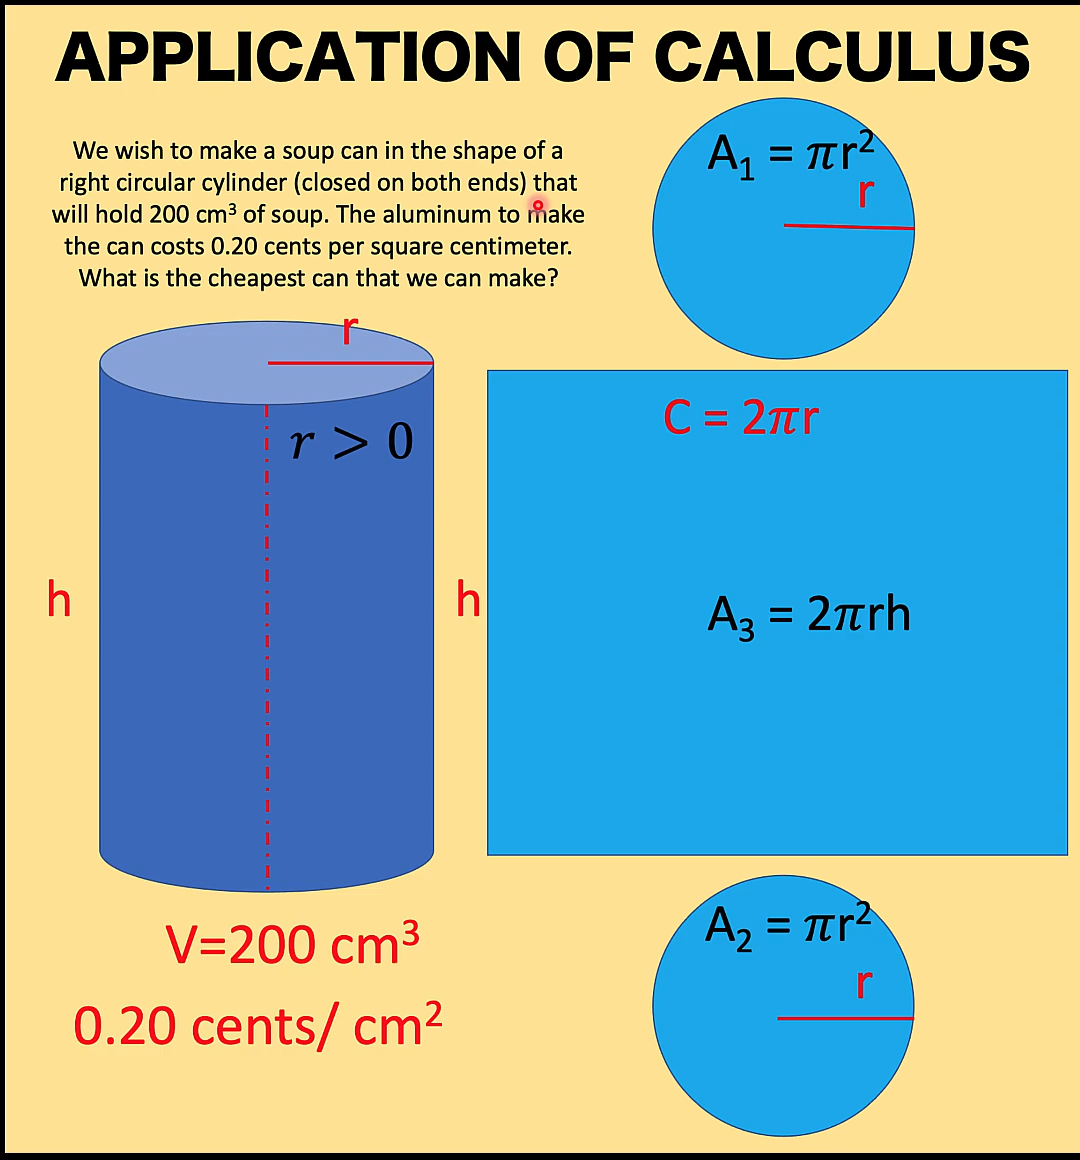 APPLICATION OF CALCULUS
We wish to make a soup can in the shape of a
right circular cylinder (closed on both ends) that
will hold 200 cm³ of soup. The aluminum to make
the can costs 0.20 cents per square centimeter.
What is the cheapest can that we can make?
A₁ = πr²
r
r
r > 0
h
h
C = 2πr
A₃ = 2πrh
V=200 cm³
0.20 cents/ cm²
A₂ = πr²
r